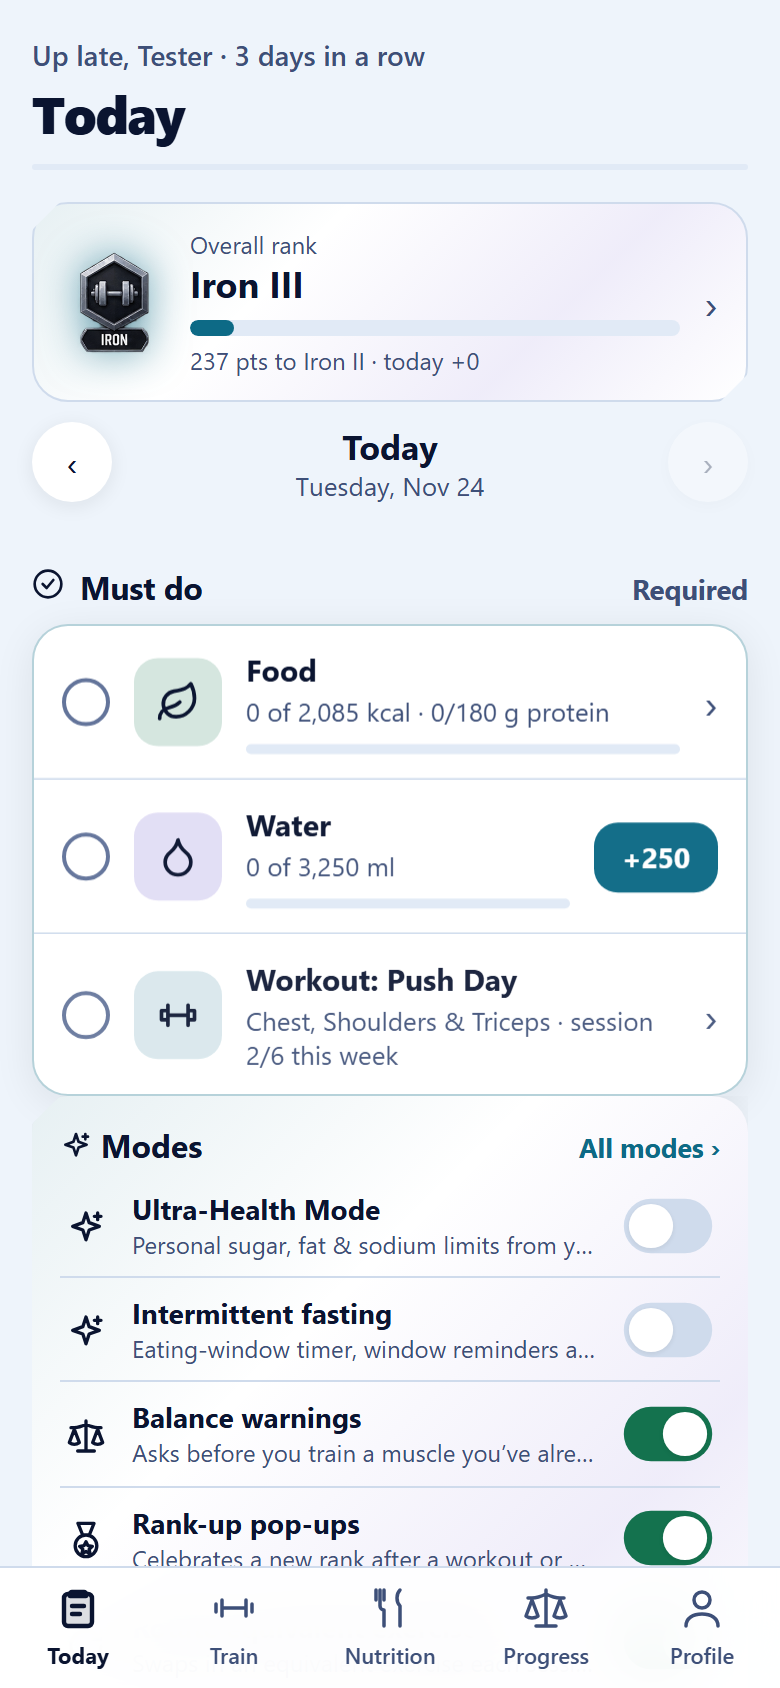 Up late, Tester · 3 days in a row
Today
Overall rank
Iron III
IRON
237 pts to Iron II · today +0
Today
Tuesday, Nov 24
Must do
Required
Food
0 of 2,085 kcal · 0/180 g protein
Water
0 of 3,250 ml
+250
Workout: Push Day
Chest, Shoulders & Triceps · session
2/6 this week
Modes
All modes ›
Ultra-Health Mode
Personal sugar, fat & sodium limits from y...
Intermittent fasting
Eating-window timer, window reminders a...
Balance warnings
Asks before you train a muscle you’ve alre...
Rank-up pop-ups
Celebrates a new rank after a workout or ...
Today
Train
Nutrition
Progress
Profile